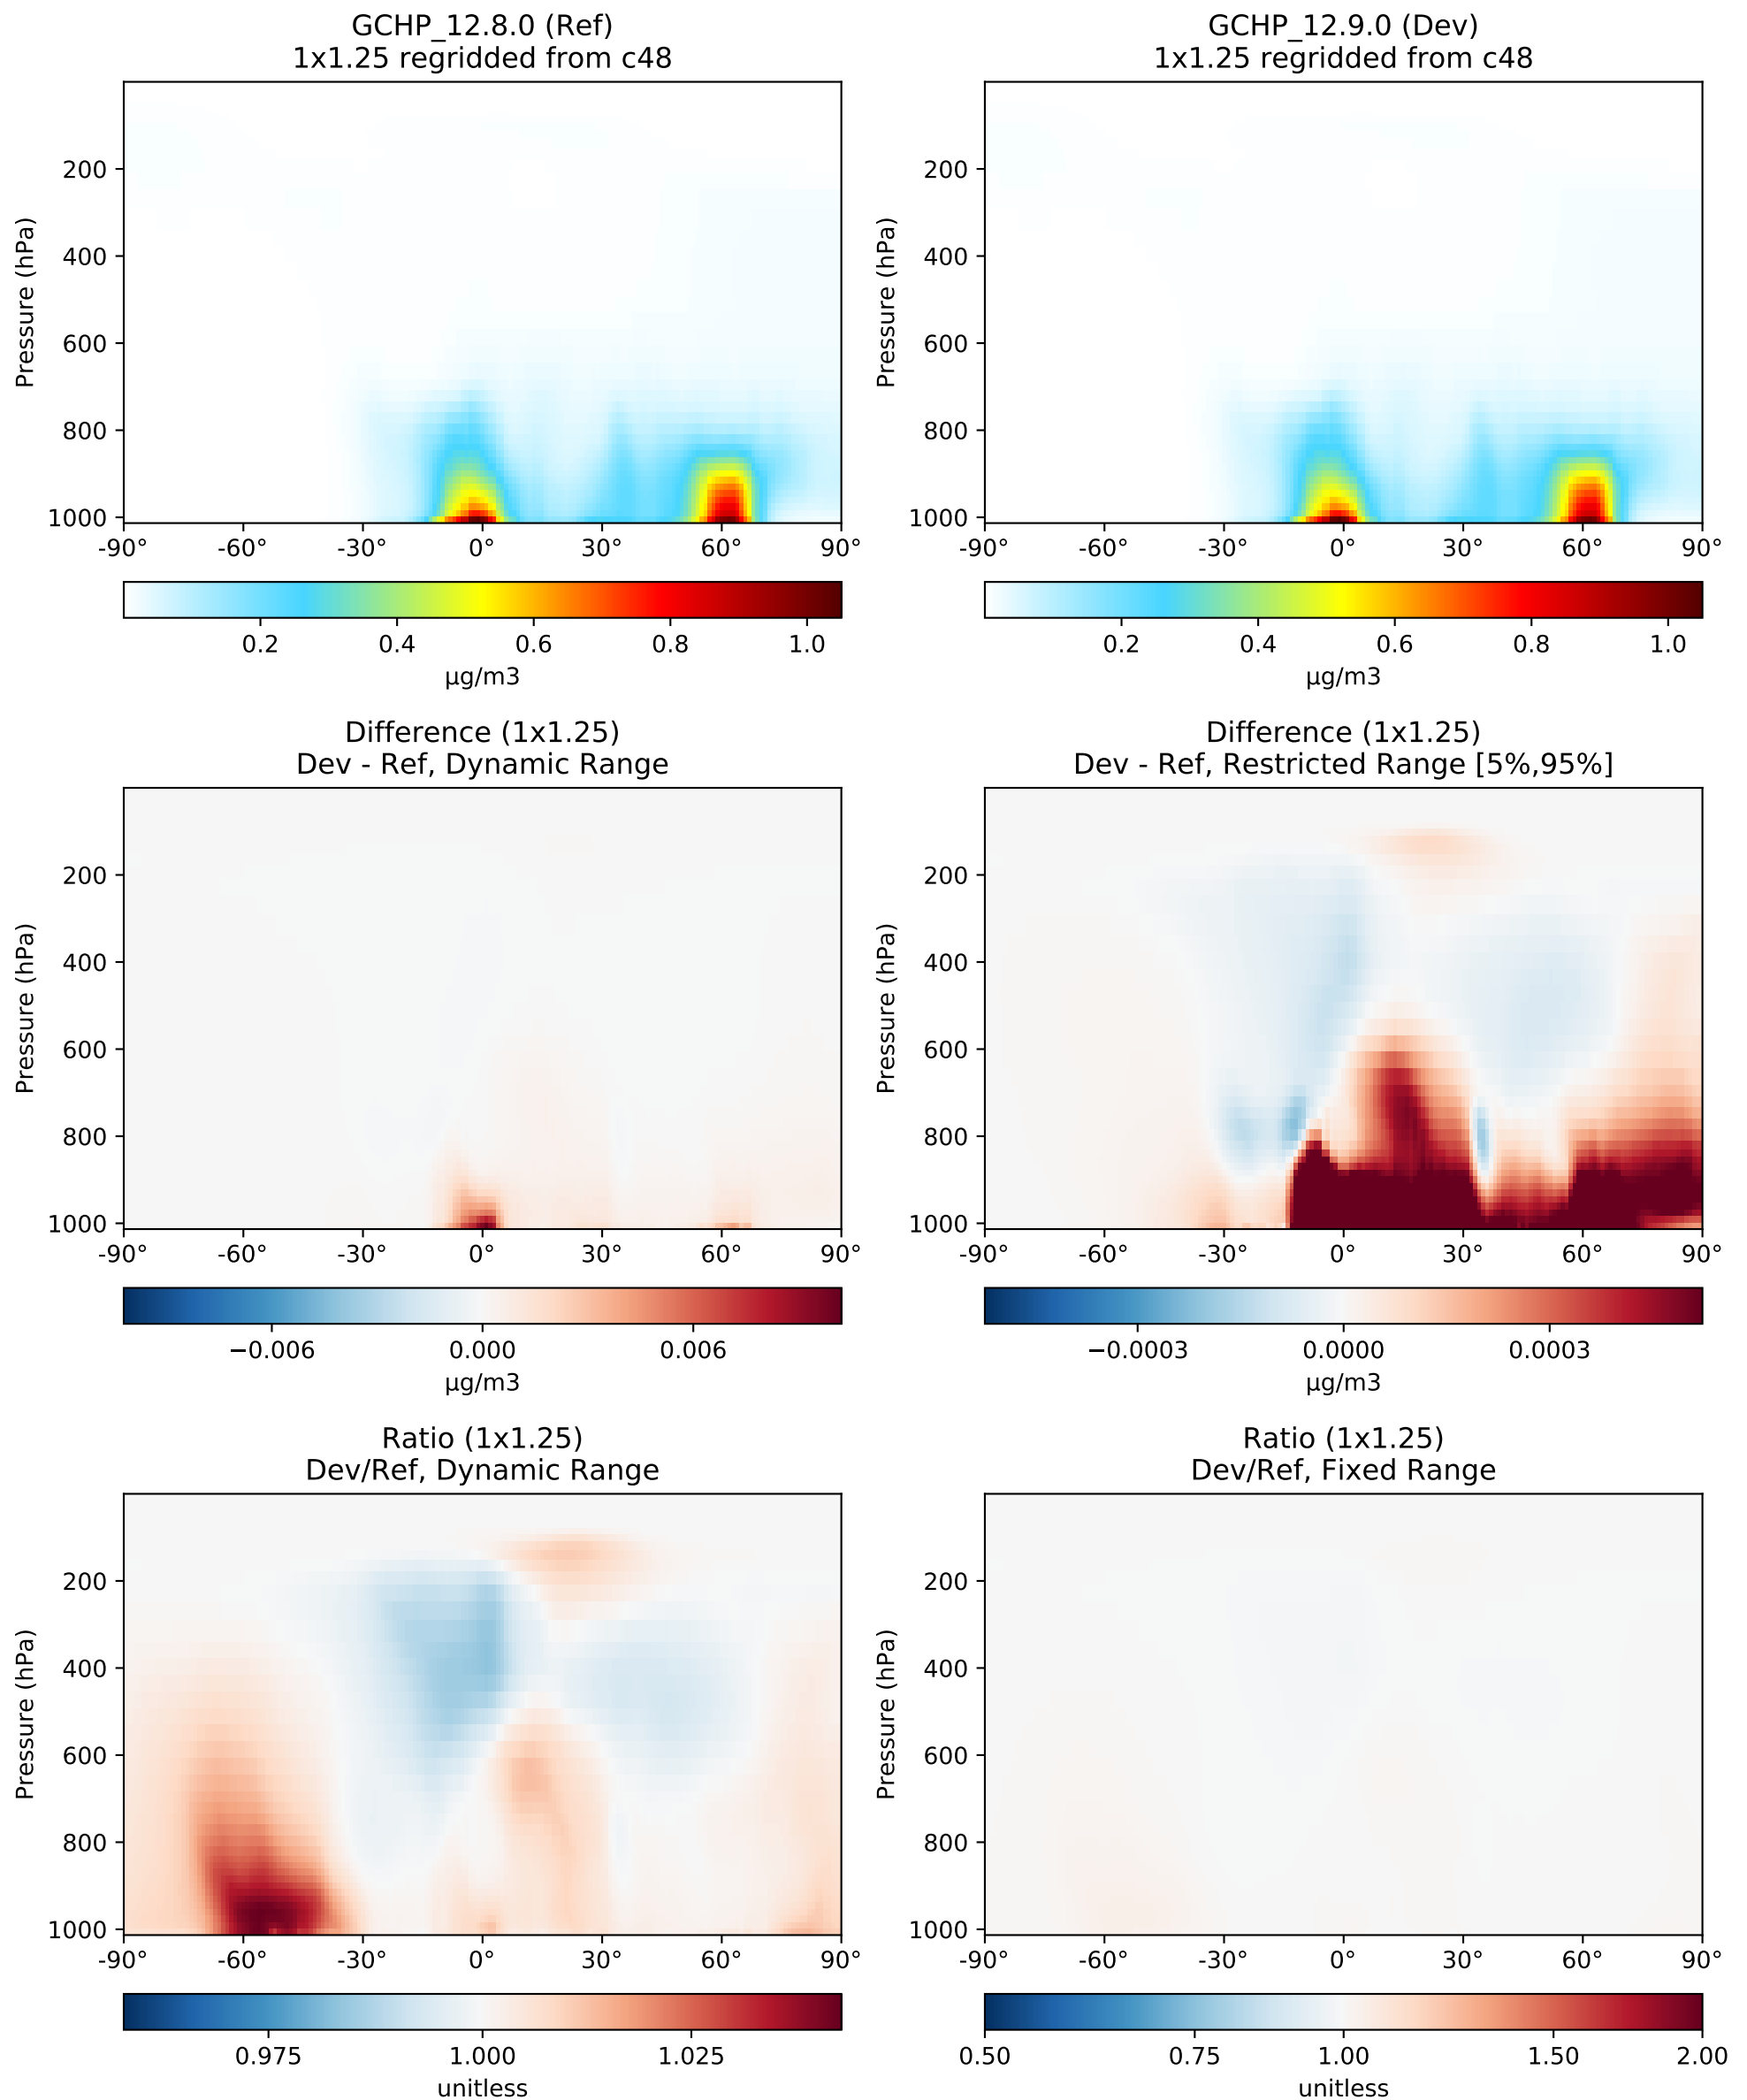 GCHP_12.8.0 (Ref)
1x1.25 regridded from c48
Pressure (hPa)
200
400
600
800
1000
-90° -60° -30° 0° 30° 60° 90°
0.2 0.4 0.6 0.8 1.0
µg/m3
GCHP_12.9.0 (Dev)
1x1.25 regridded from c48
Pressure (hPa)
200
400
600
800
1000
-90° -60° -30° 0° 30° 60° 90°
0.2 0.4 0.6 0.8 1.0
µg/m3
Difference (1x1.25)
Dev - Ref, Dynamic Range
Pressure (hPa)
200
400
600
800
1000
-90° -60° -30° 0° 30° 60° 90°
−0.006 0.000 0.006
µg/m3
Difference (1x1.25)
Dev - Ref, Restricted Range [5%,95%]
Pressure (hPa)
200
400
600
800
1000
-90° -60° -30° 0° 30° 60° 90°
−0.0003 0.0000 0.0003
µg/m3
Ratio (1x1.25)
Dev/Ref, Dynamic Range
Pressure (hPa)
200
400
600
800
1000
-90° -60° -30° 0° 30° 60° 90°
0.975 1.000 1.025
unitless
Ratio (1x1.25)
Dev/Ref, Fixed Range
Pressure (hPa)
200
400
600
800
1000
-90° -60° -30° 0° 30° 60° 90°
0.50 0.75 1.00 1.50 2.00
unitless